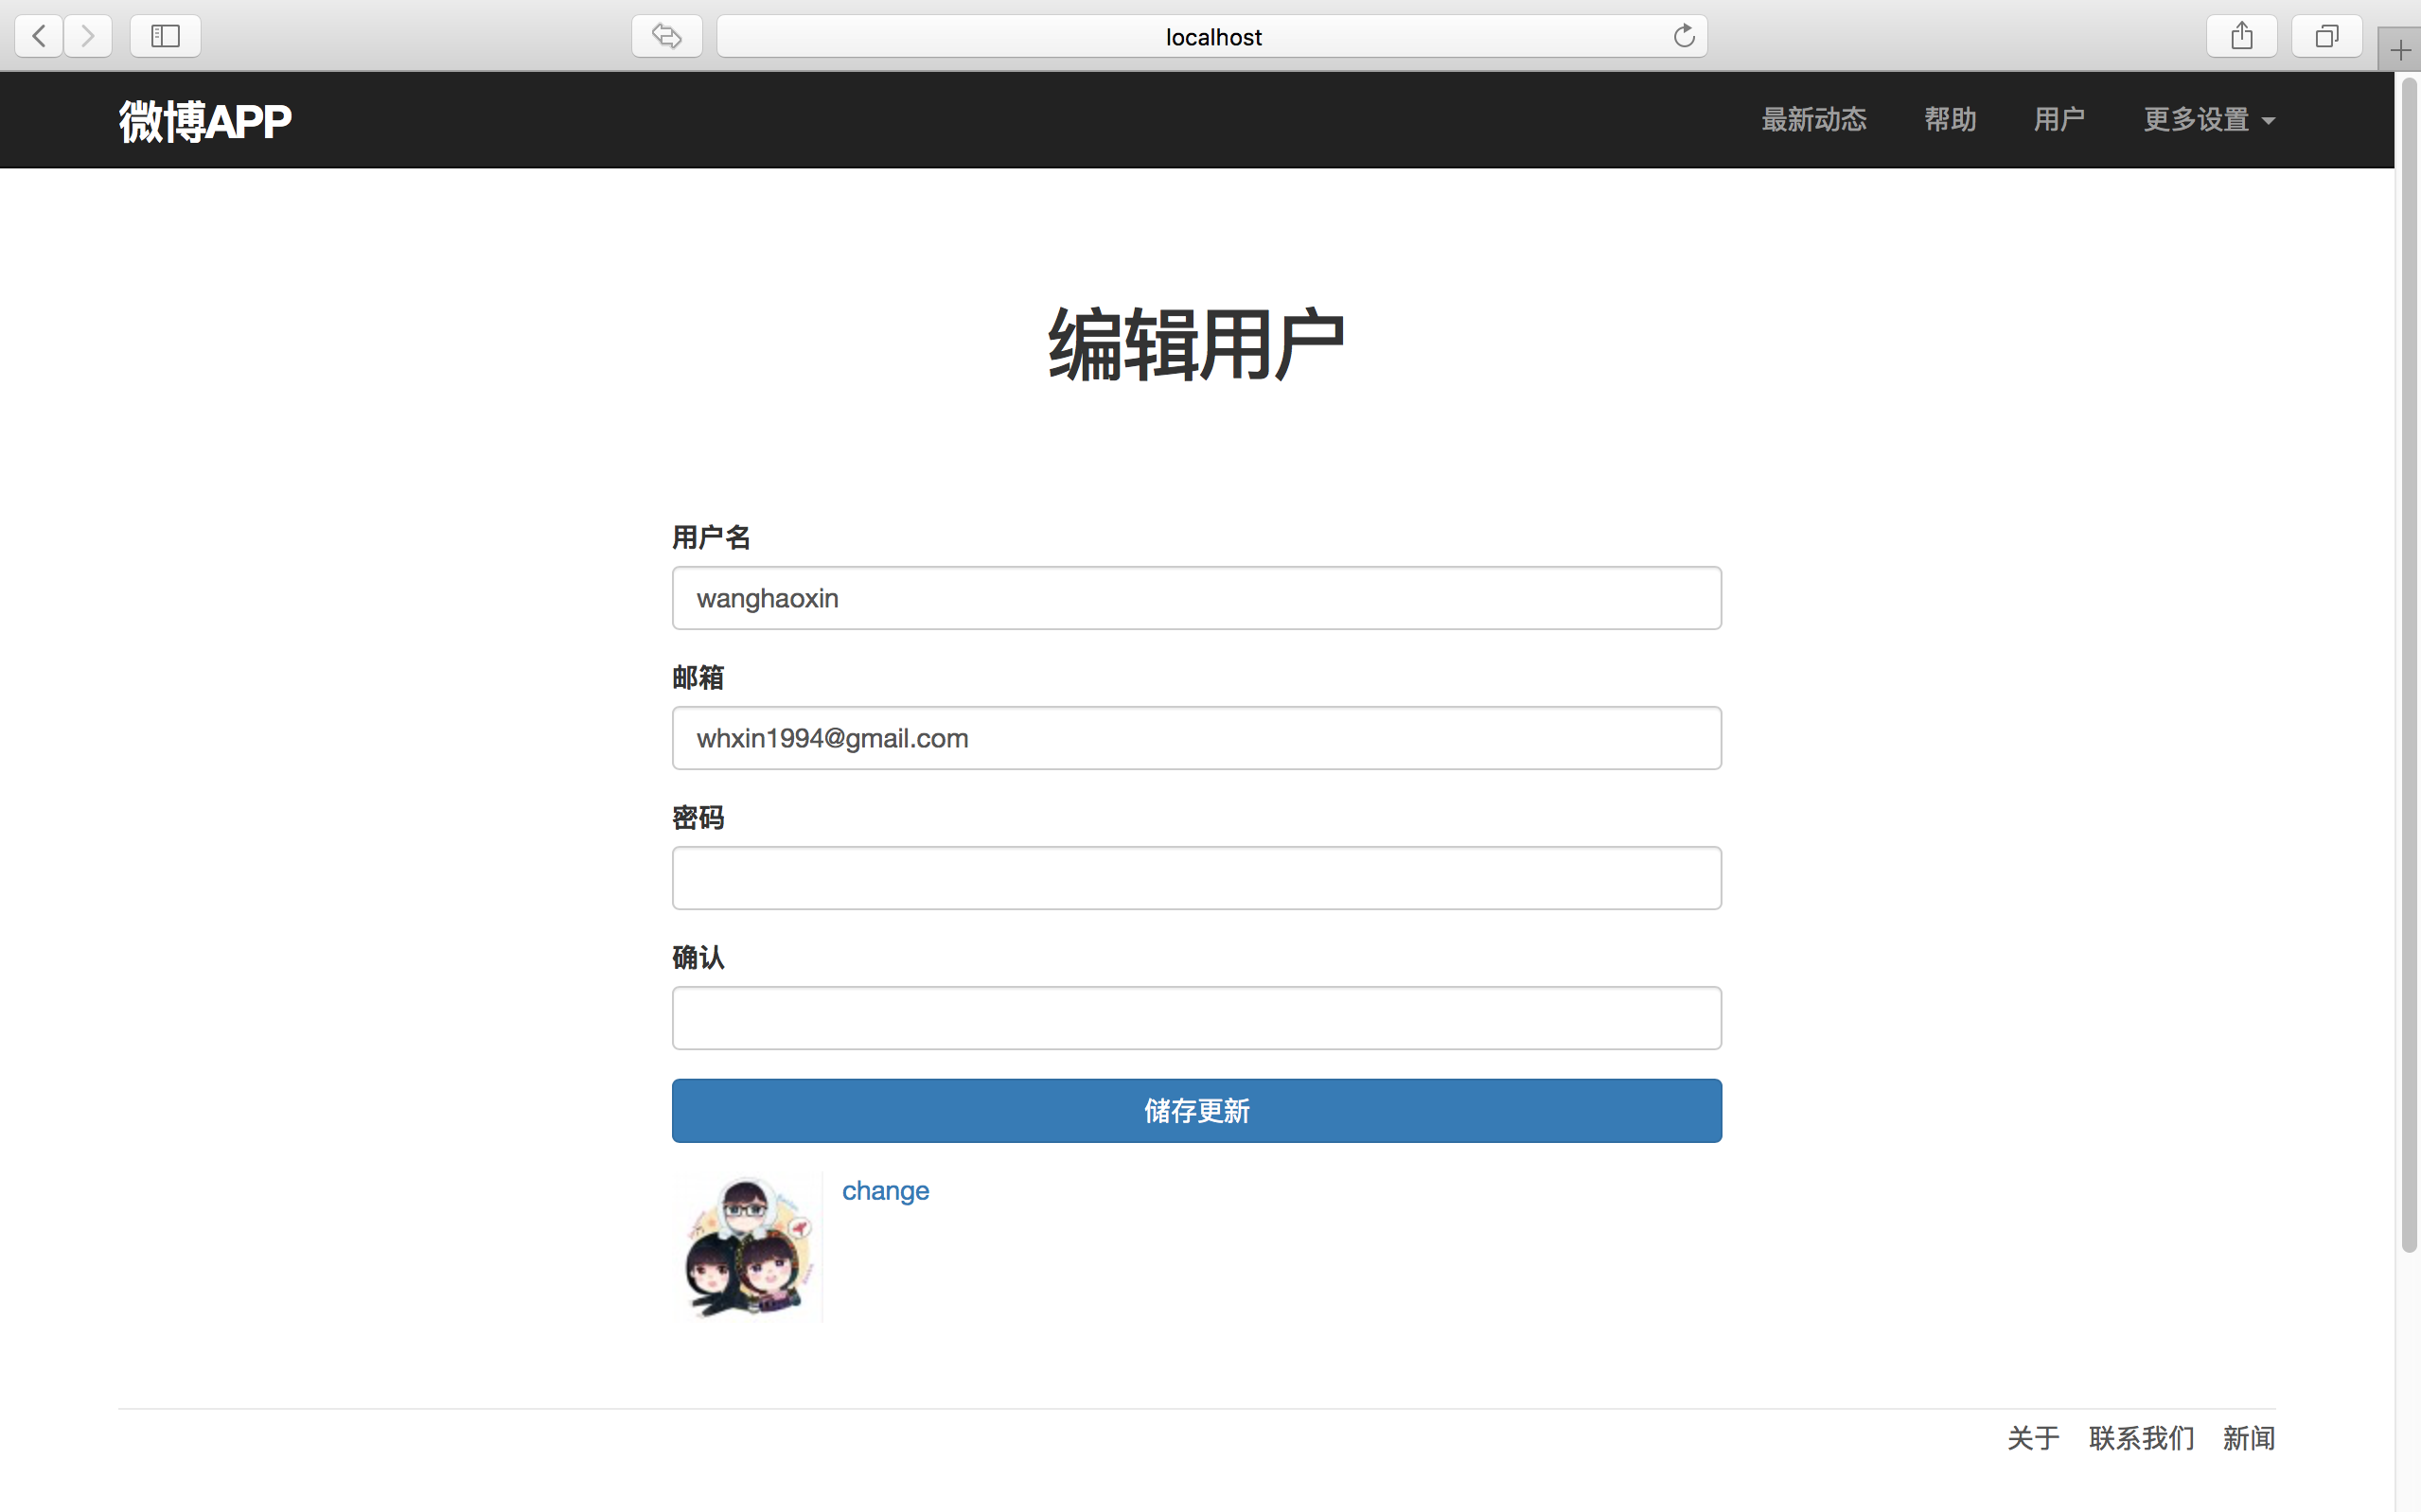 localhost
微博APP
最新动态 帮助 用户 更多设置
编辑用户
用户名
wanghaoxin
邮箱
whxin1994@gmail.com
密码
确认
储存更新
change
关于 联系我们 新闻